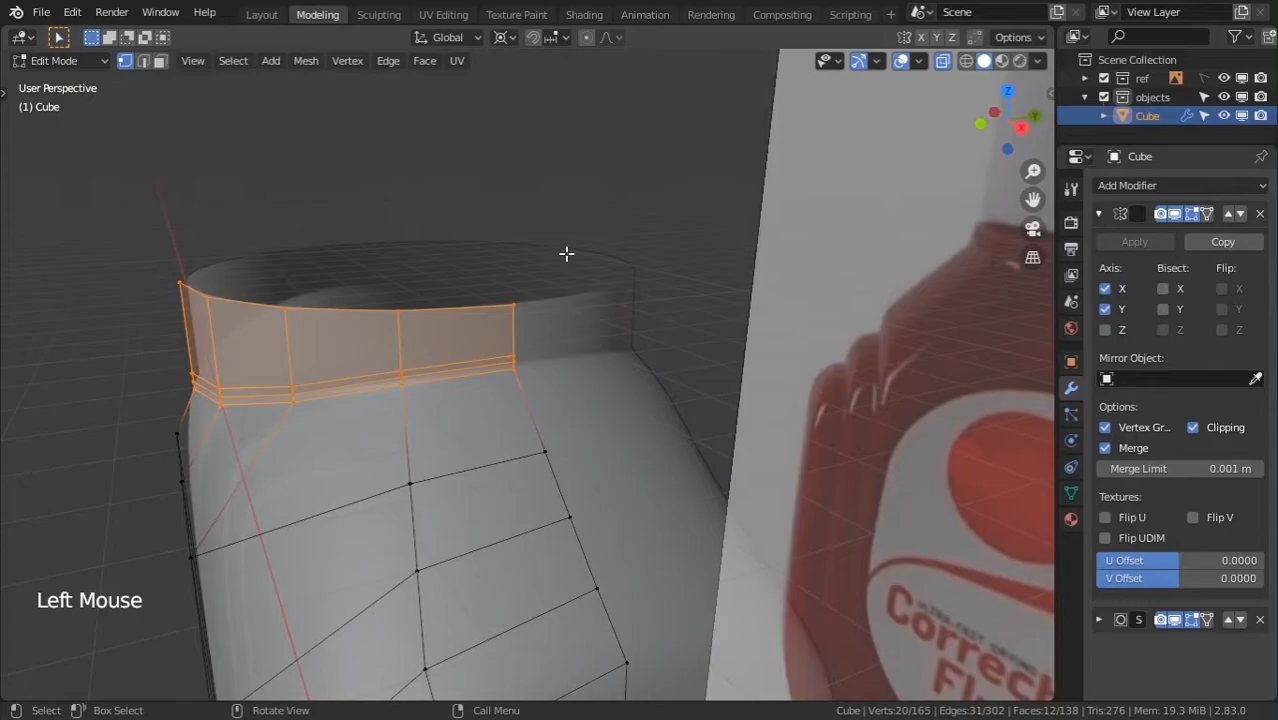 File Edit Render Window Help Layout Modeling Sculpting UV Editing Texture Paint Shading Animation Rendering Compositing Scripting + Scene View Layer
Global X Y Z Options
Edit Mode View Select Add Mesh Vertex Edge Face UV
User Perspective
(1) Cube
Z
Y
X
Scene Collection
ref
objects
Cube
Cube
Add Modifier
Apply Copy
Axis: Bisect: Flip:
X X X
Y Y Y
Z Z Z
Mirror Object:
Options:
Vertex Gr... Clipping
Merge
Merge Limit 0.001 m
Textures:
Flip U Flip V
Flip UDIM
U Offset 0.0000
V Offset 0.0000
S
ULTRA-FAST DRYING
Correc
Fl
Left Mouse
Select Box Select Rotate View Call Menu Cube | Verts:20/165 | Edges:31/302 | Faces:12/138 | Tris:276 | Mem: 19.3 MiB | 2.83.0